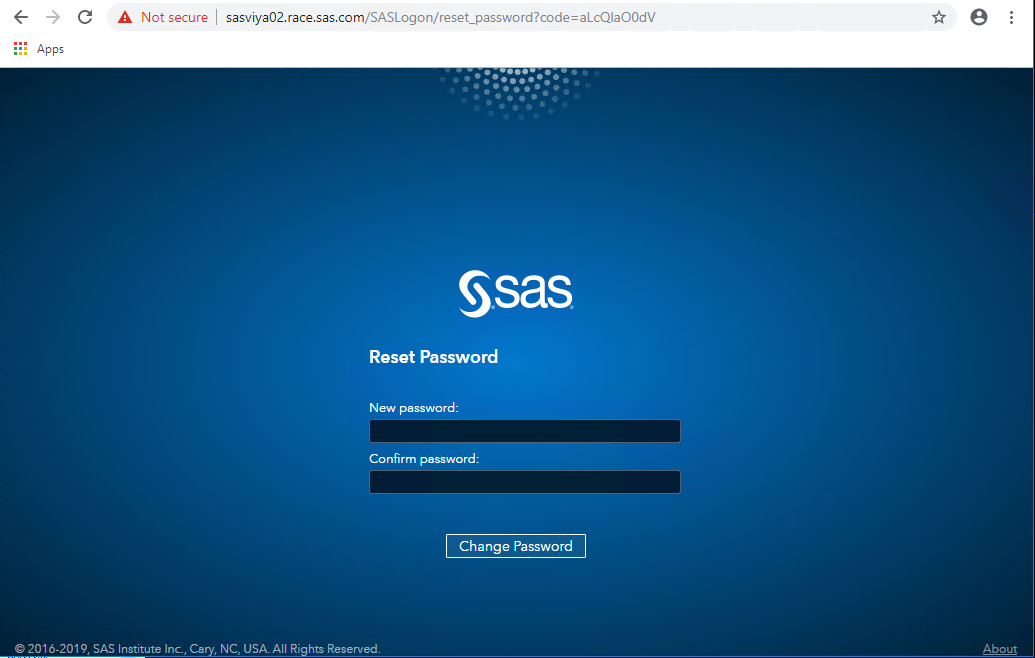 Not secure | sasviya02.race.sas.com/SASLogon/reset_password?code=aLcQlaO0dV
Apps
sas
Reset Password
New password:
Confirm password:
Change Password
© 2016-2019, SAS Institute Inc., Cary, NC, USA. All Rights Reserved.
About